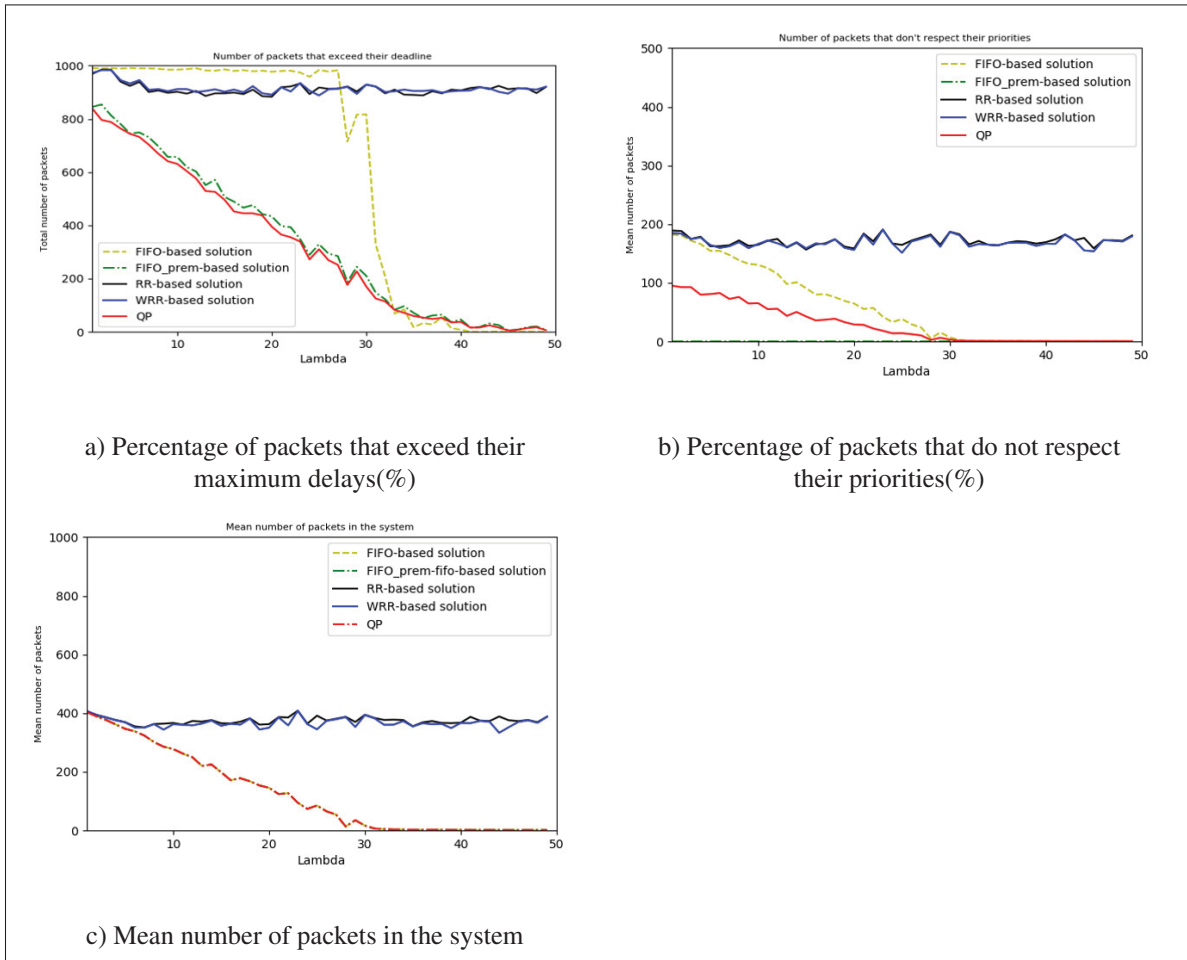 Number of packets that exceed their deadline
Total number of packets
1000
800
600
400
200
0
FIFO-based solution
FIFO_prem-based solution
RR-based solution
WRR-based solution
QP
10
20
30
40
50
Lambda
a) Percentage of packets that exceed their
maximum delays(%)
Number of packets that don't respect their priorities
Mean number of packets
500
400
300
200
100
0
FIFO-based solution
FIFO_prem-based solution
RR-based solution
WRR-based solution
QP
10
20
30
40
50
Lambda
b) Percentage of packets that do not respect
their priorities(%)
Mean number of packets in the system
Mean number of packets
1000
800
600
400
200
0
FIFO-based solution
FIFO_prem-fifo-based solution
RR-based solution
WRR-based solution
QP
10
20
30
40
50
Lambda
c) Mean number of packets in the system